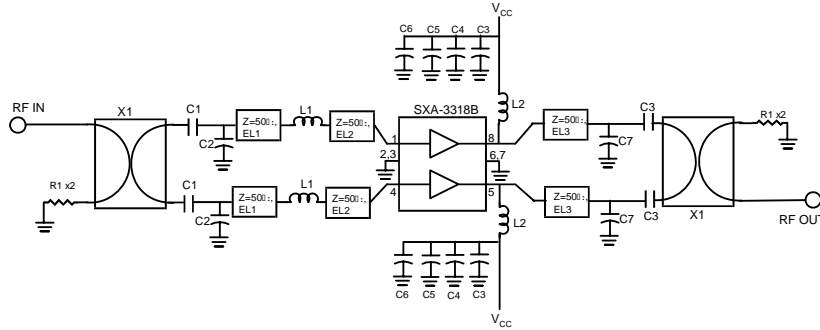 V_CC
C6 C5 C4 C3
RF IN
X1
C1
C2
Z=50▯:, EL1
L1
Z=50▯:, EL2
SXA-3318B
L2
Z=50▯:, EL3
C3
C7
R1 x2
1
8
2,3
6,7
4
5
R1 x2
C1
C2
Z=50▯:, EL1
L1
Z=50▯:, EL2
L2
Z=50▯:, EL3
C7
C3
X1
RF OUT
C6 C5 C4 C3
V_CC